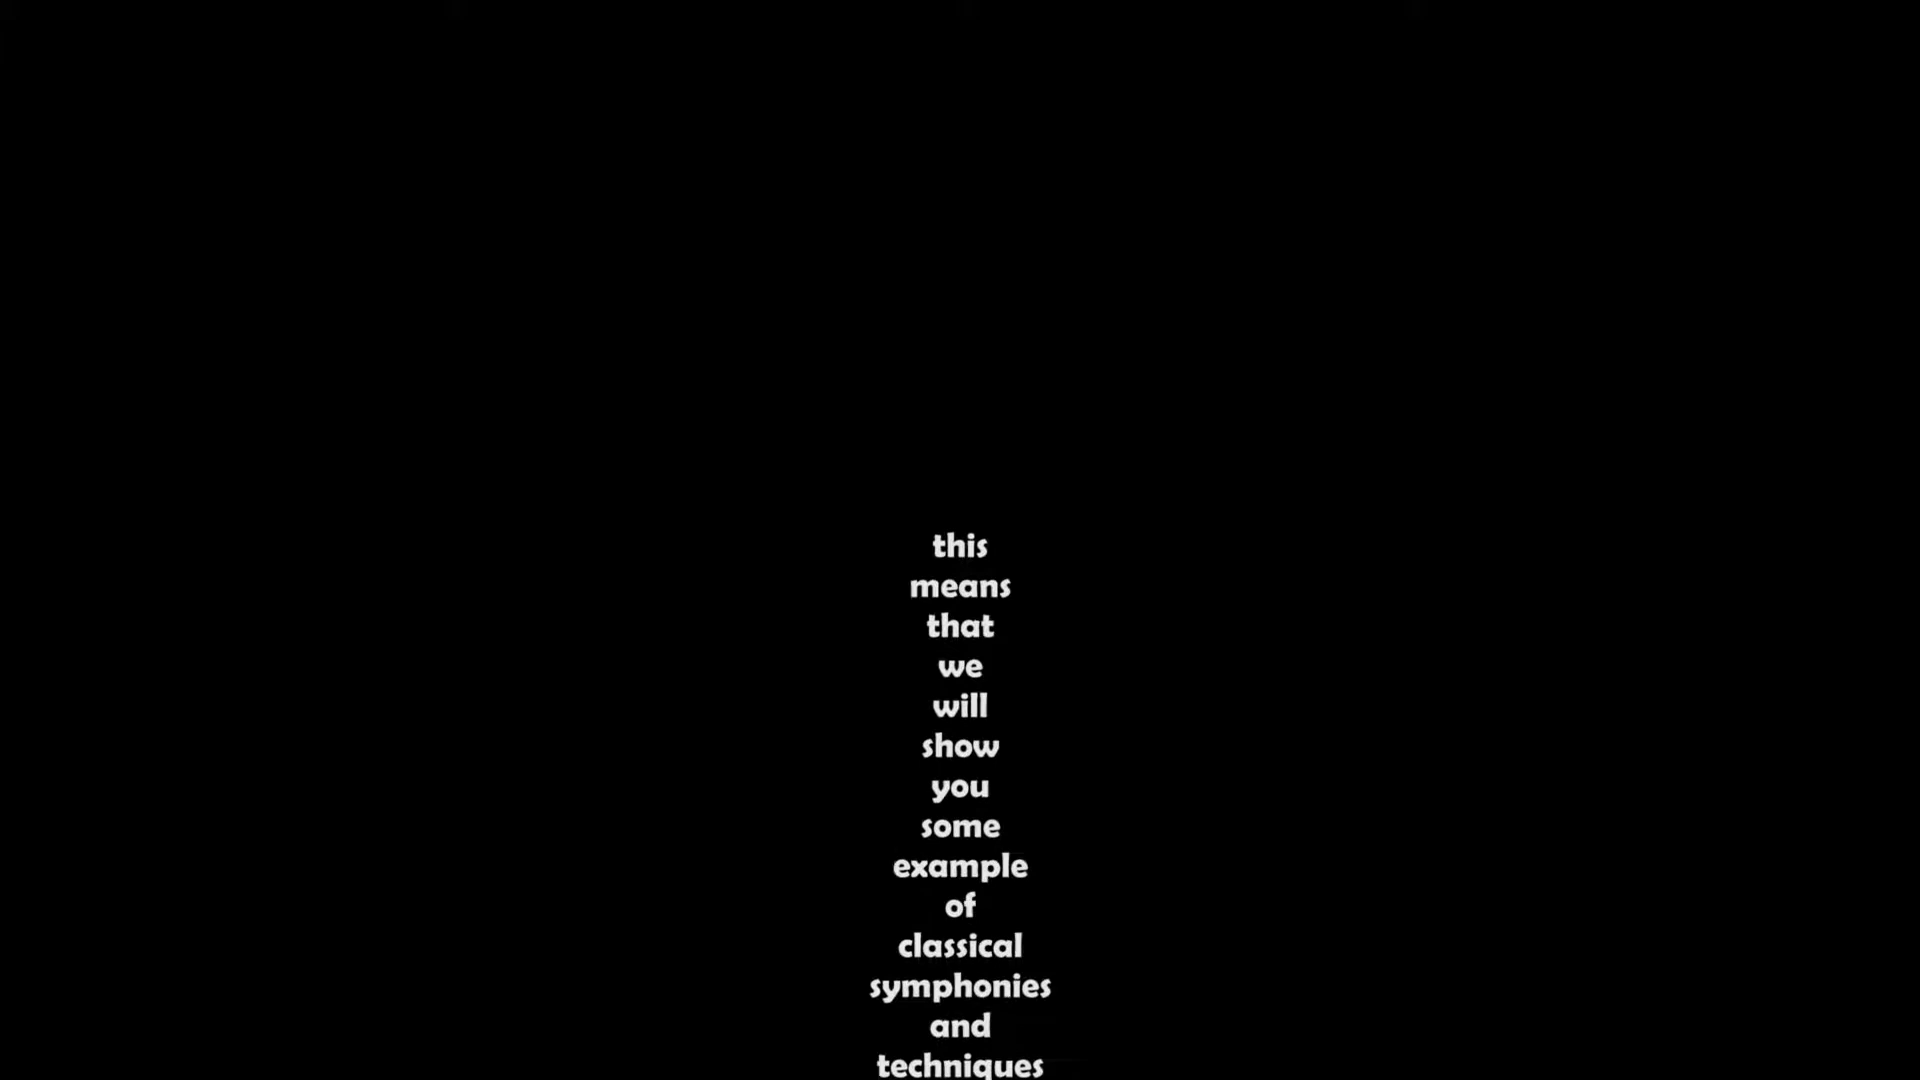 this
means
that
we
will
show
you
some
example
of
classical
symphonies
and
techniques